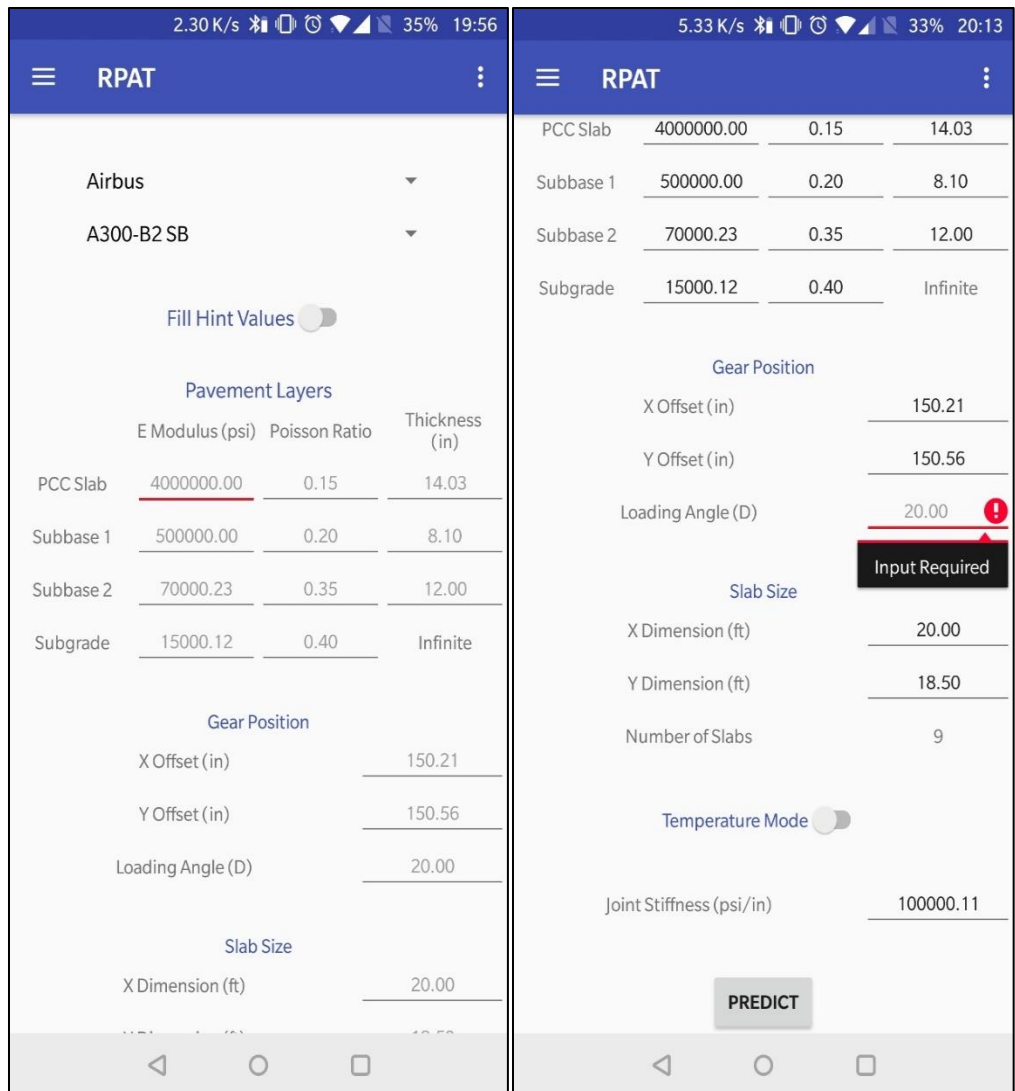 2.30 K/s 35% 19:56
RPAT
Airbus
A300-B2 SB
Fill Hint Values
Pavement Layers
E Modulus (psi) Poisson Ratio Thickness (in)
PCC Slab 4000000.00 0.15 14.03
Subbase 1 500000.00 0.20 8.10
Subbase 2 70000.23 0.35 12.00
Subgrade 15000.12 0.40 Infinite
Gear Position
X Offset (in) 150.21
Y Offset (in) 150.56
Loading Angle (D) 20.00
Slab Size
X Dimension (ft) 20.00
5.33 K/s 33% 20:13
RPAT
PCC Slab 4000000.00 0.15 14.03
Subbase 1 500000.00 0.20 8.10
Subbase 2 70000.23 0.35 12.00
Subgrade 15000.12 0.40 Infinite
Gear Position
X Offset (in) 150.21
Y Offset (in) 150.56
Loading Angle (D) 20.00
Input Required
Slab Size
X Dimension (ft) 20.00
Y Dimension (ft) 18.50
Number of Slabs 9
Temperature Mode
Joint Stiffness (psi/in) 100000.11
PREDICT